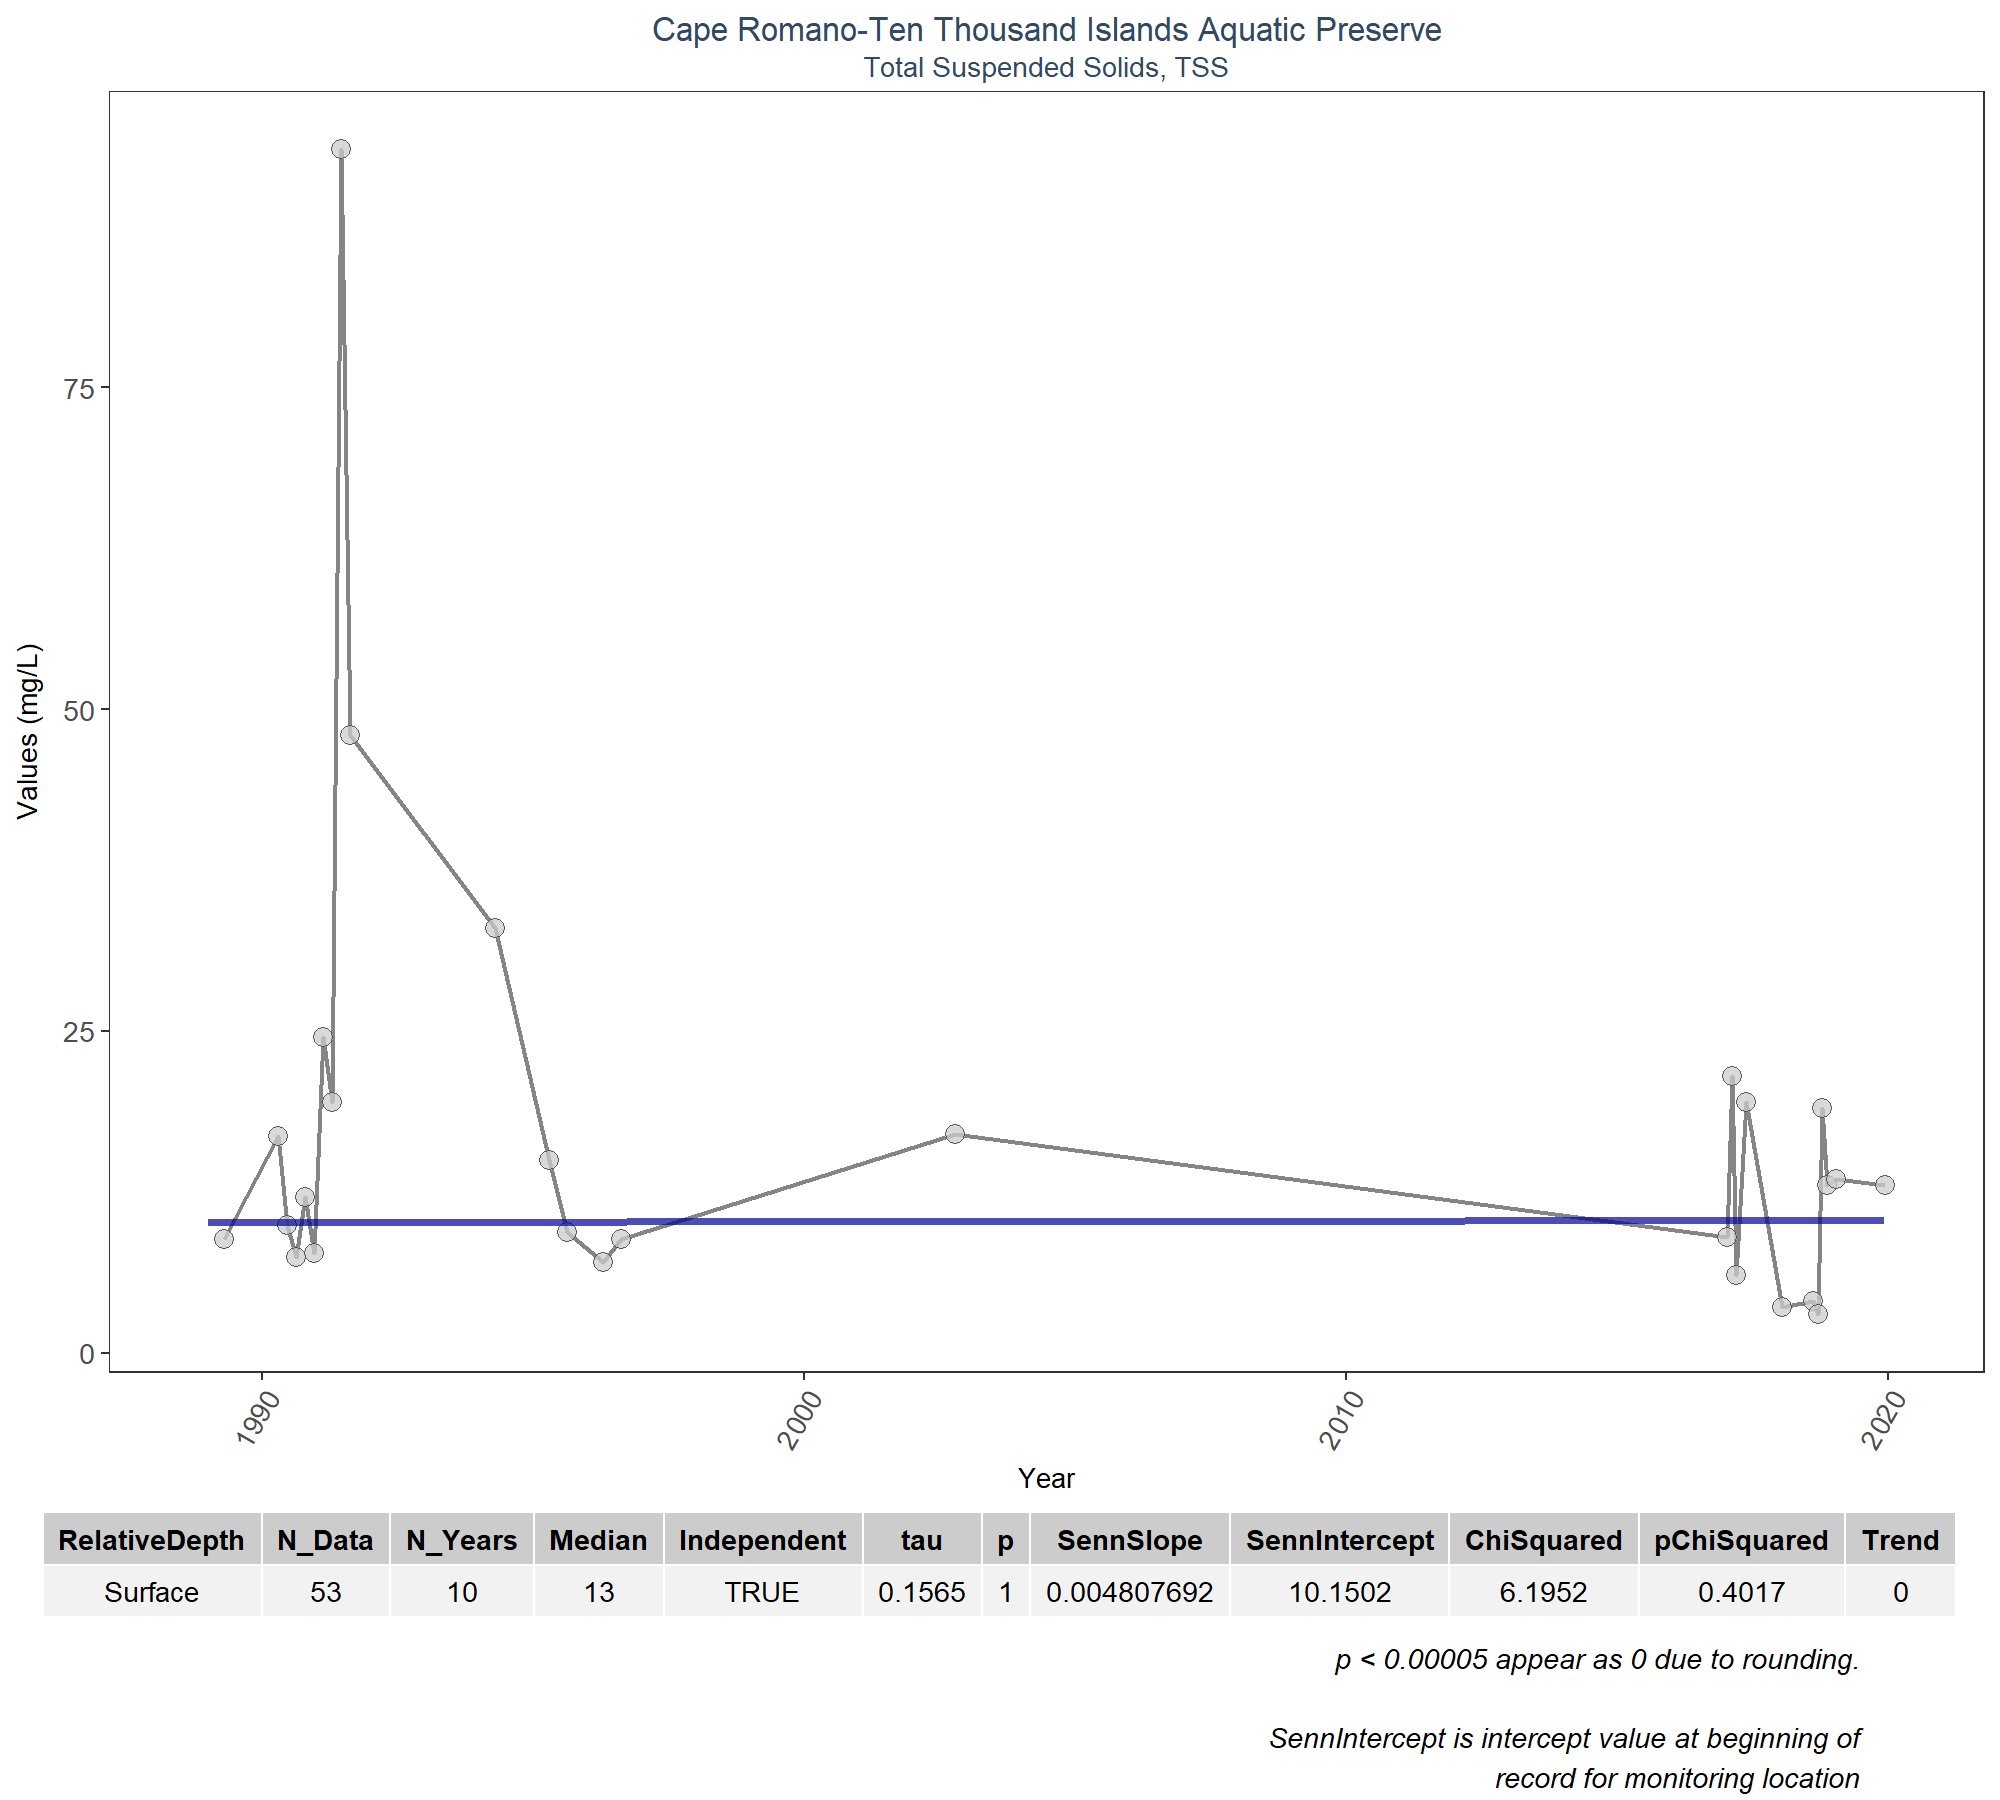 Cape Romano-Ten Thousand Islands Aquatic Preserve
Total Suspended Solids, TSS
Values (mg/L)
75
50
25
0
1990
2000
2010
2020
Year
RelativeDepth N_Data N_Years Median Independent tau p SennSlope SennIntercept ChiSquared pChiSquared Trend
Surface 53 10 13 TRUE 0.1565 1 0.004807692 10.1502 6.1952 0.4017 0
p < 0.00005 appear as 0 due to rounding.
SennIntercept is intercept value at beginning of
record for monitoring location